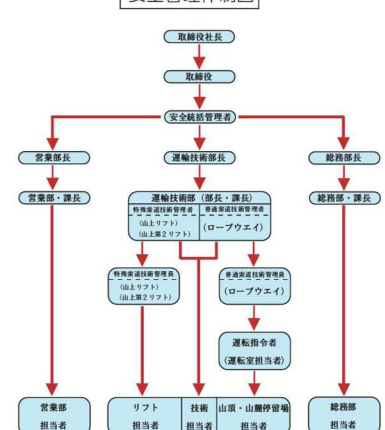 安全管理体制図
取締役社長
取締役
安全統括管理者
営業部長
運輸技術部長
総務部長
営業部・課長
運輸技術部（部長・課長）
総務部・課長
特殊索道技術管理者
(山上リフト)
(山上第2リフト)
普通索道技術管理者
(ロープウエイ)
特殊索道技術管理員
(山上リフト)
(山上第2リフト)
普通索道技術管理員
(ロープウエイ)
運転指令者
(運転室担当者)
営業部
担当者
リフト
担当者
技術
担当者
山頂・山麓停留場
担当者
総務部
担当者